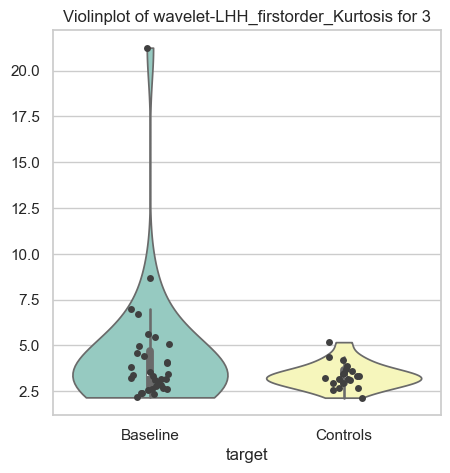 Violinplot of wavelet-LHH_firstorder_Kurtosis for 3
20.0
17.5
15.0
12.5
10.0
7.5
5.0
2.5
Baseline Controls
target